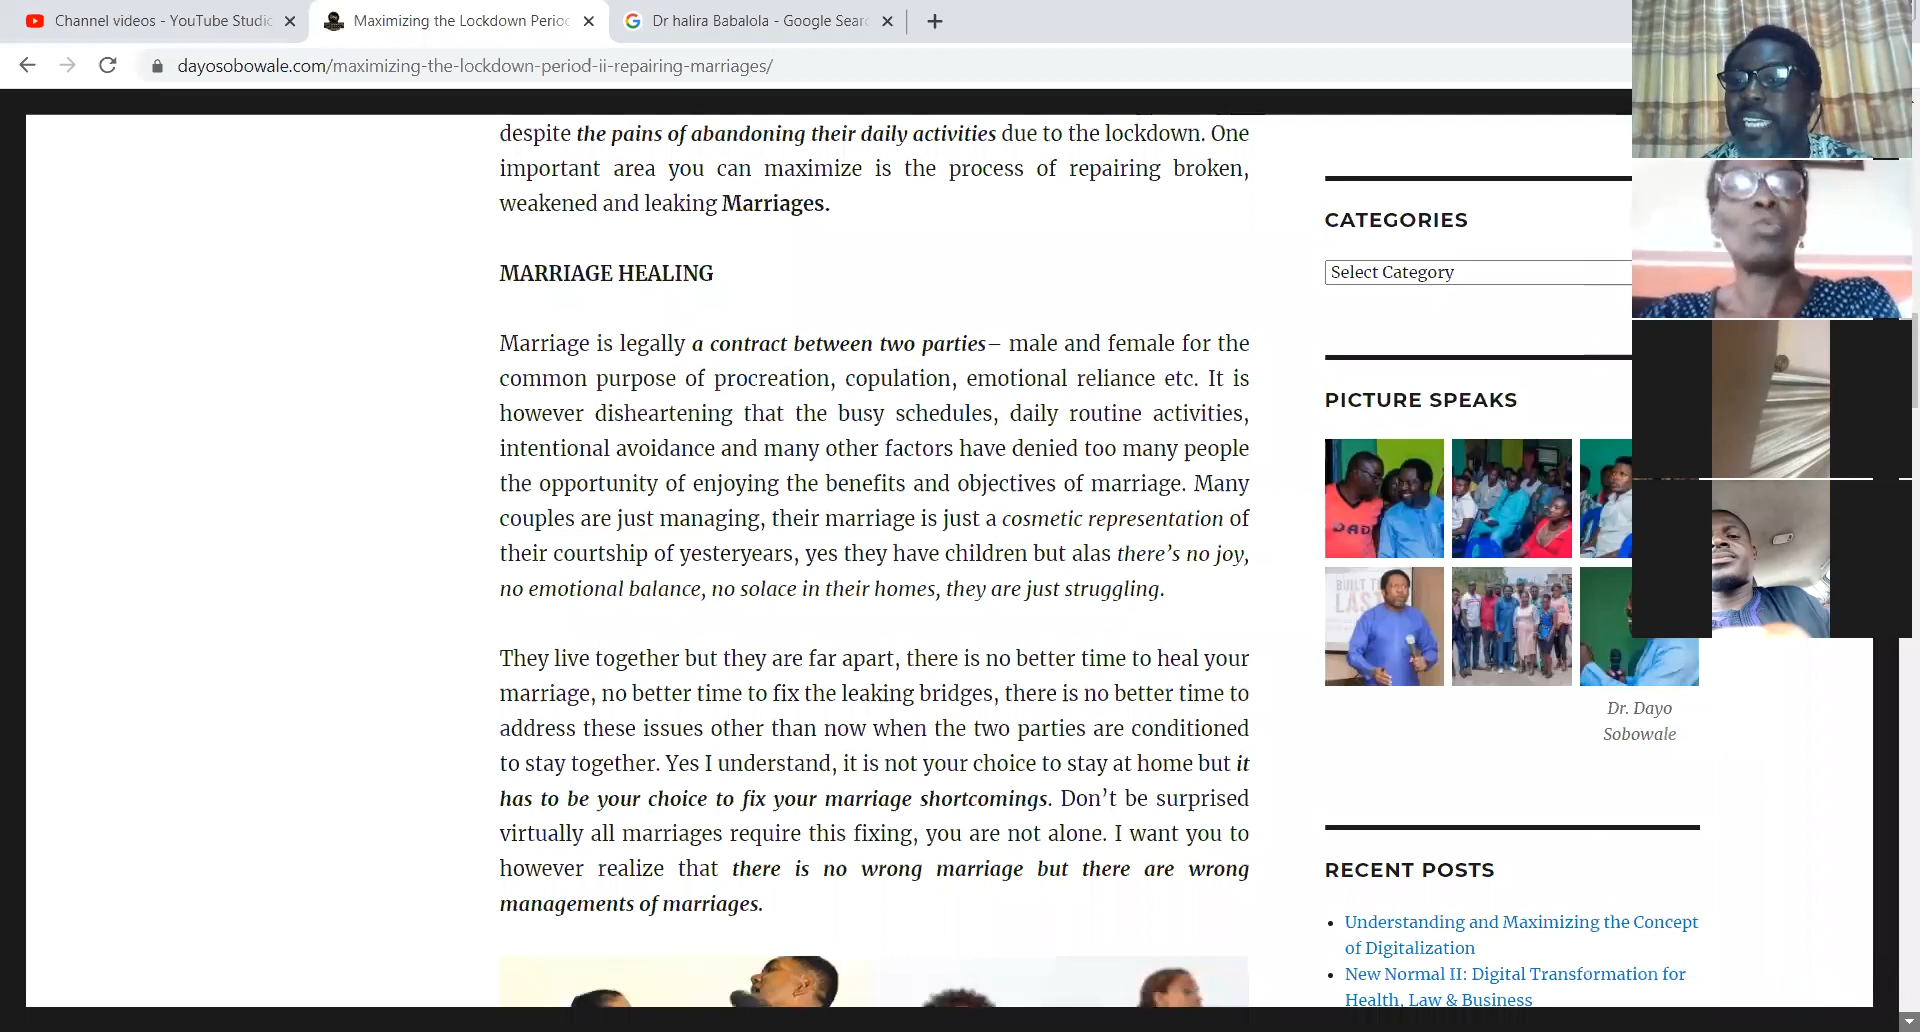 Channel videos - YouTube Studio
Maximizing the Lockdown Period
Dr halira Babalola - Google Sear
dayosobowale.com/maximizing-the-lockdown-period-ii-repairing-marriages/
despite the pains of abandoning their daily activities due to the lockdown. One
important area you can maximize is the process of repairing broken,
weakened and leaking Marriages.
MARRIAGE HEALING
Marriage is legally a contract between two parties– male and female for the
common purpose of procreation, copulation, emotional reliance etc. It is
however disheartening that the busy schedules, daily routine activities,
intentional avoidance and many other factors have denied too many people
the opportunity of enjoying the benefits and objectives of marriage. Many
couples are just managing, their marriage is just a cosmetic representation of
their courtship of yesteryears, yes they have children but alas there's no joy,
no emotional balance, no solace in their homes, they are just struggling.
They live together but they are far apart, there is no better time to heal your
marriage, no better time to fix the leaking bridges, there is no better time to
address these issues other than now when the two parties are conditioned
to stay together. Yes I understand, it is not your choice to stay at home but it
has to be your choice to fix your marriage shortcomings. Don't be surprised
virtually all marriages require this fixing, you are not alone. I want you to
however realize that there is no wrong marriage but there are wrong
managements of marriages.
CATEGORIES
Select Category
PICTURE SPEAKS
DAD
BUILT TO
LAS
Dr. Dayo
Sobowale
RECENT POSTS
Understanding and Maximizing the Concept
of Digitalization
New Normal II: Digital Transformation for
Health, Law & Business